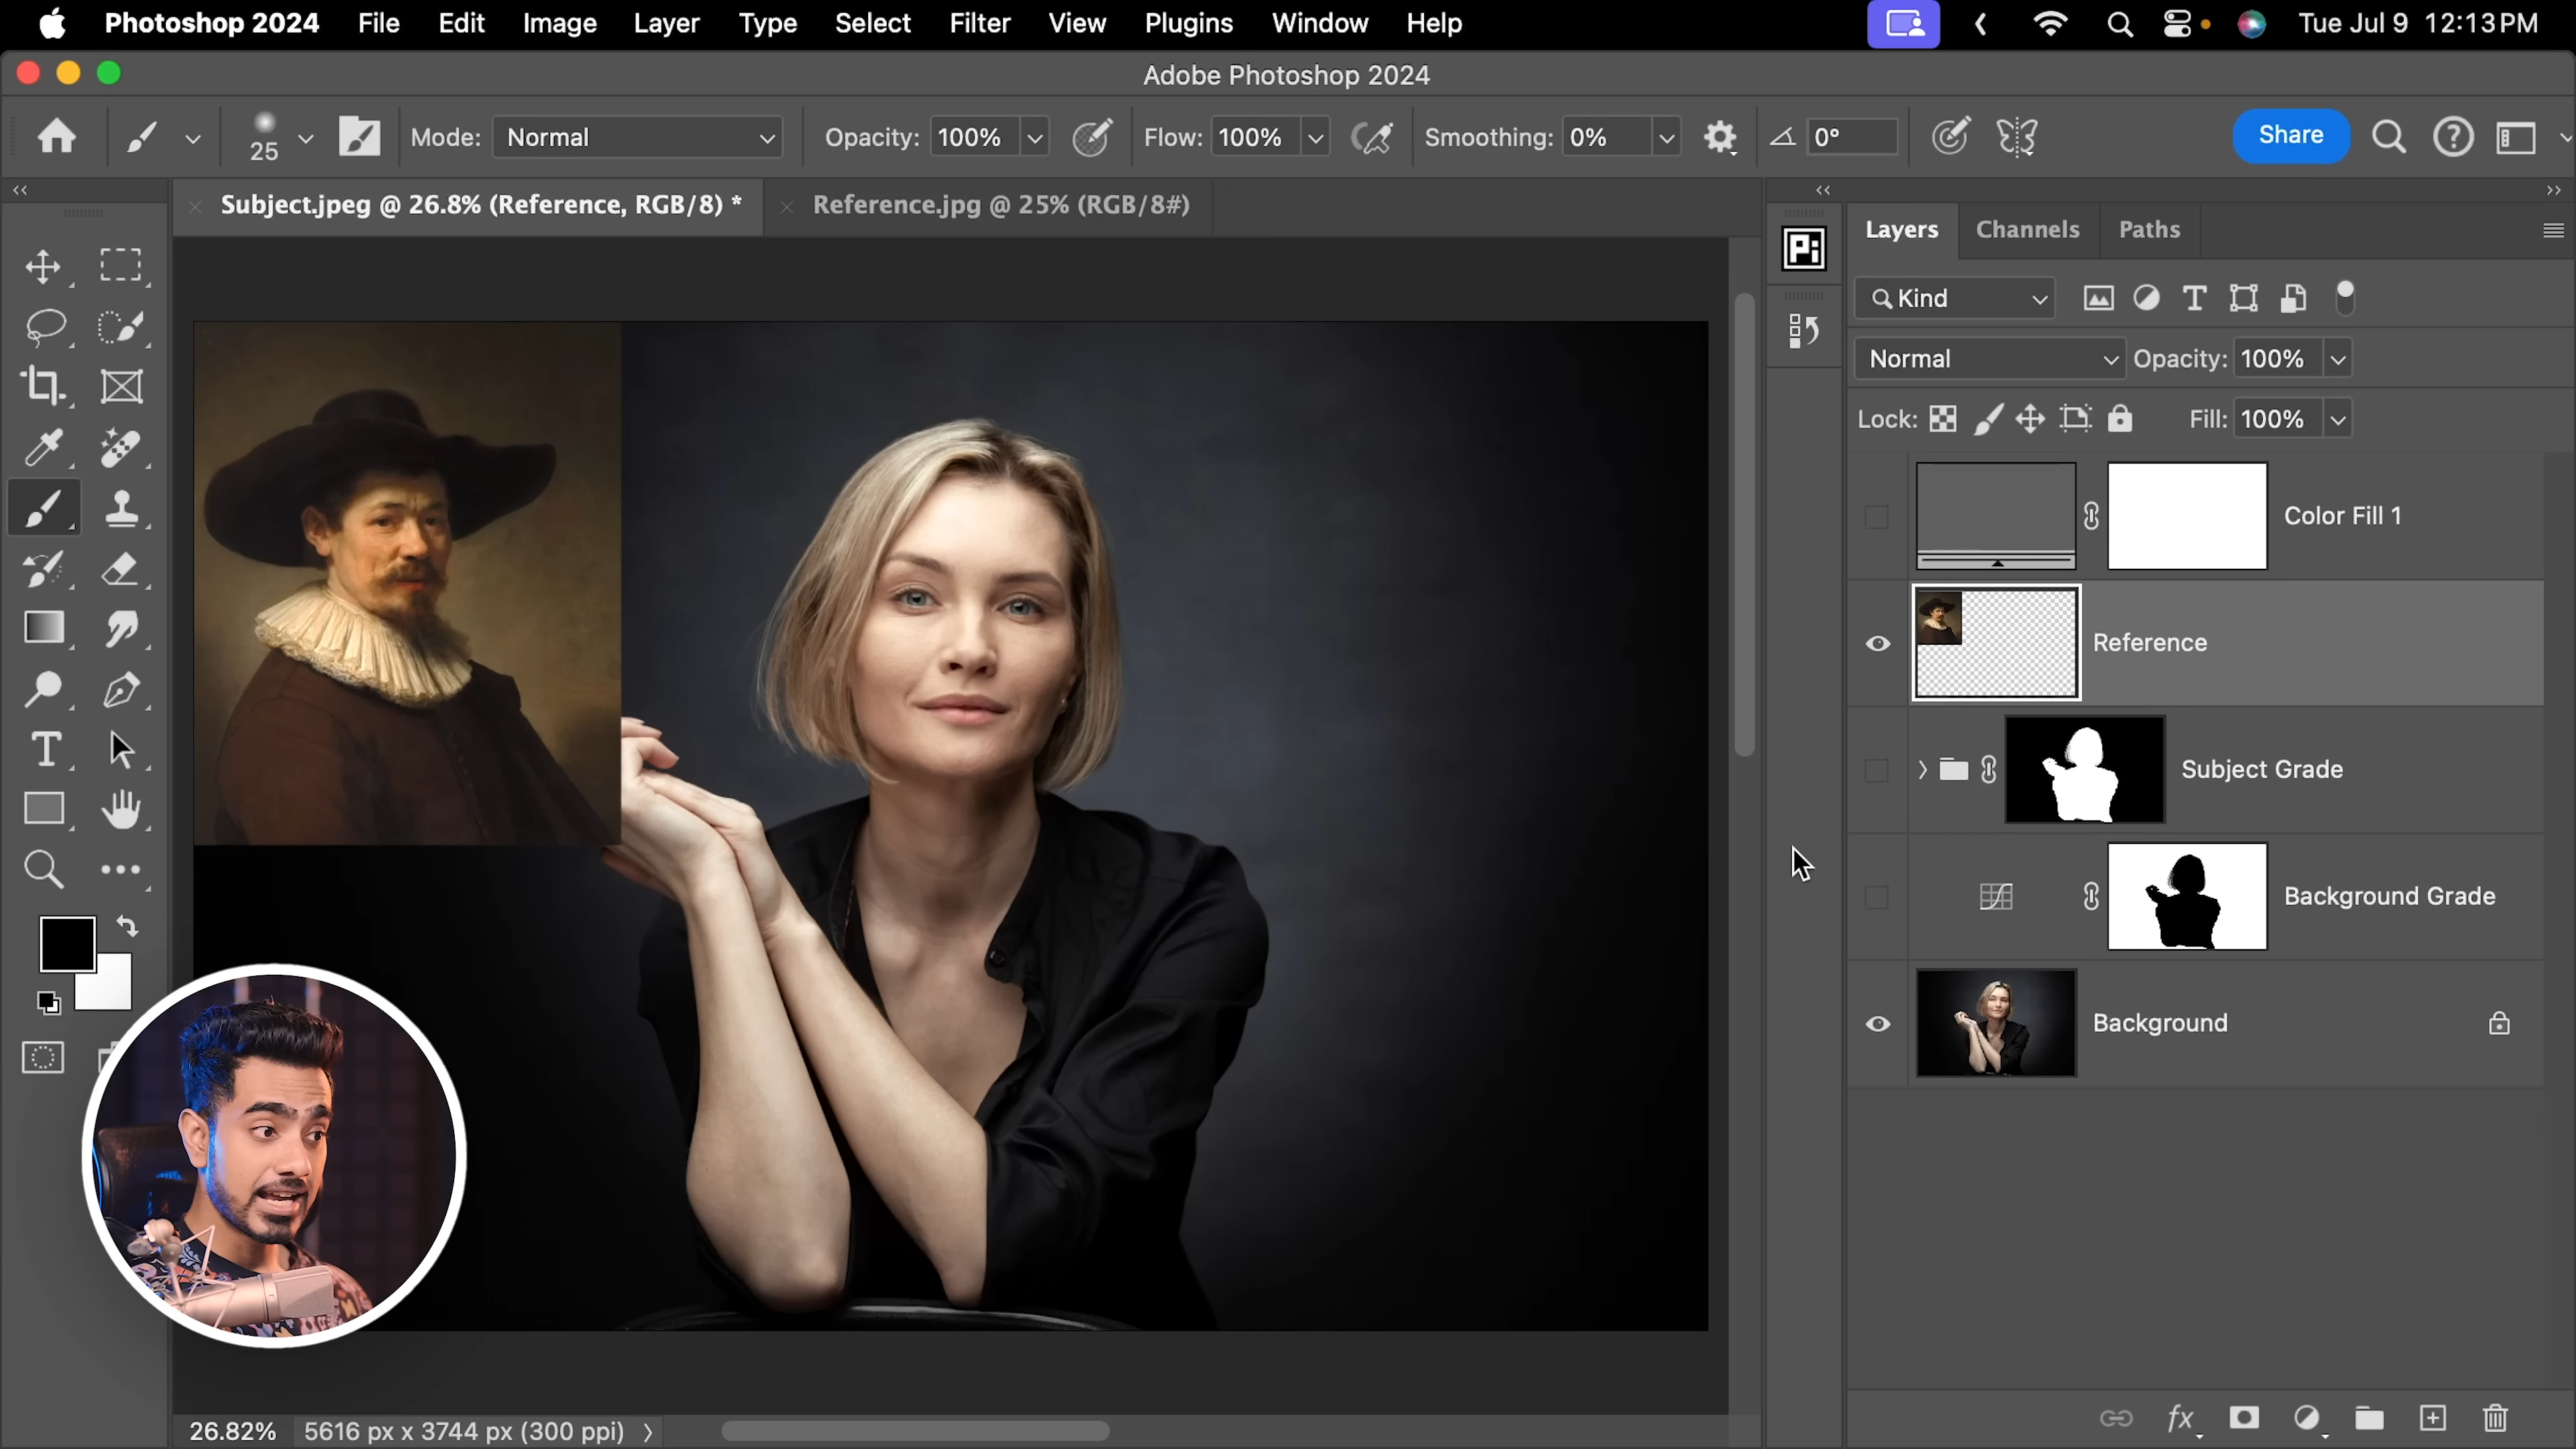 Photoshop 2024 File Edit Image Layer Type Select Filter View Plugins Window Help Tue Jul 9 12:13 PM
Adobe Photoshop 2024
25 Mode: Normal Opacity: 100% Flow: 100% Smoothing: 0% 0° Share
Subject.jpeg @ 26.8% (Reference, RGB/8) * Reference.jpg @ 25% (RGB/8#)
Pi
Layers Channels Paths
Kind
Normal Opacity: 100%
Lock: Fill: 100%
Color Fill 1
Reference
Subject Grade
Background Grade
Background
26.82% 5616 px x 3744 px (300 ppi)
fx